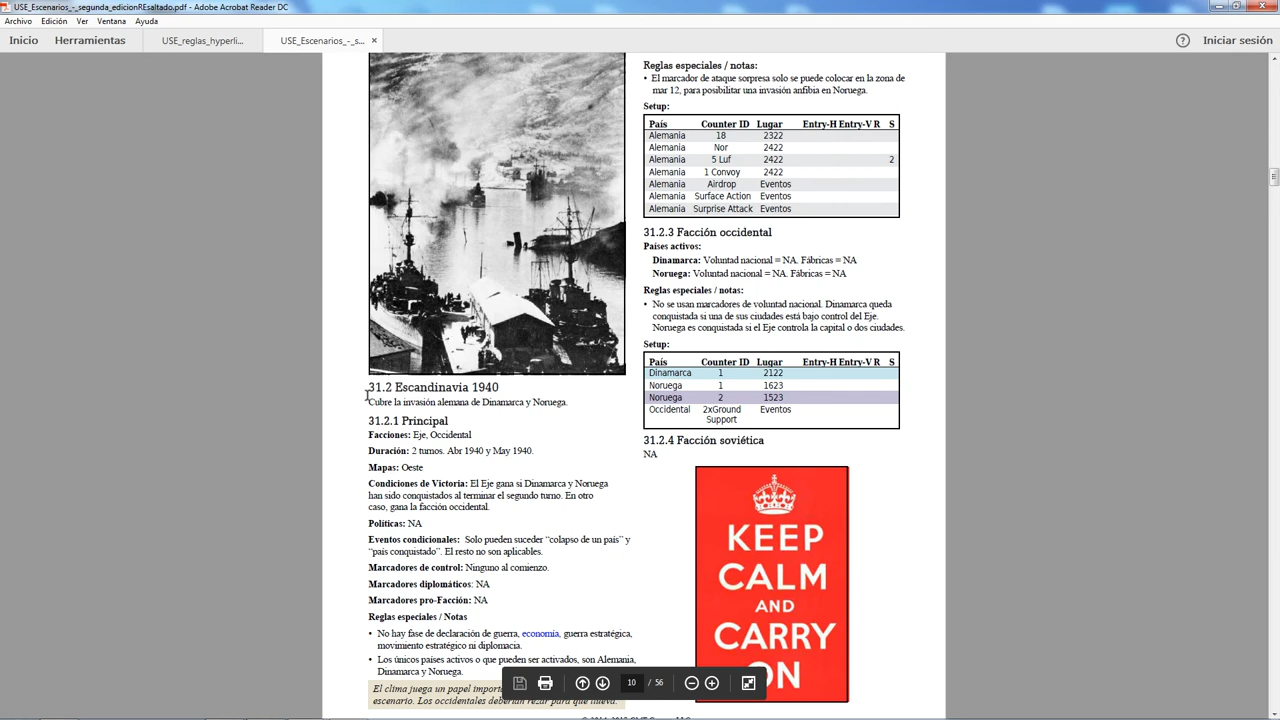 USE_Escenarios_-_segunda_edicionREsaltado.pdf - Adobe Acrobat Reader DC
Archivo Edición Ver Ventana Ayuda
Inicio Herramientas USE_reglas_hyperli... USE_Escenarios_-_s... × ? Iniciar sesión
31.2 Escandinavia 1940
Cubre la invasión alemana de Dinamarca y Noruega.
31.2.1 Principal
Facciones: Eje, Occidental
Duración: 2 turnos. Abr 1940 y May 1940.
Mapas: Oeste
Condiciones de Victoria: El Eje gana si Dinamarca y Noruega
han sido conquistados al terminar el segundo turno. En otro
caso, gana la facción occidental.
Políticas: NA
Eventos condicionales: Solo pueden suceder “colapso de un país” y
“país conquistado”. El resto no son aplicables.
Marcadores de control: Ninguno al comienzo.
Marcadores diplomáticos: NA
Marcadores pro-Facción: NA
Reglas especiales / Notas
• No hay fase de declaración de guerra, economía, guerra estratégica,
movimiento estratégico ni diplomacia.
• Los únicos países activos o que pueden ser activados, son Alemania,
Dinamarca y Noruega.
El clima juega un papel
escenario. Los occidentales deberían rezar para que nueva.
Reglas especiales / notas:
• El marcador de ataque sorpresa solo se puede colocar en la zona de
mar 12, para posibilitar una invasión anfibia en Noruega.
Setup:
País Counter ID Lugar Entry-H Entry-V R S
Alemania 18 2322
Alemania Nor 2422
Alemania 5 Luf 2422 2
Alemania 1 Convoy 2422
Alemania Airdrop Eventos
Alemania Surface Action Eventos
Alemania Surprise Attack Eventos
31.2.3 Facción occidental
Países activos:
Dinamarca: Voluntad nacional = NA. Fábricas = NA
Noruega: Voluntad nacional = NA. Fábricas = NA
Reglas especiales / notas:
• No se usan marcadores de voluntad nacional. Dinamarca queda
conquistada si una de sus ciudades está bajo control del Eje.
Noruega es conquistada si el Eje controla la capital o dos ciudades.
Setup:
País Counter ID Lugar Entry-H Entry-V R S
Dinamarca 1 2122
Noruega 1 1623
Noruega 2 1523
Occidental 2xGround Eventos
Support
31.2.4 Facción soviética
NA
KEEP
CALM
AND
CARRY
ON
10 / 56